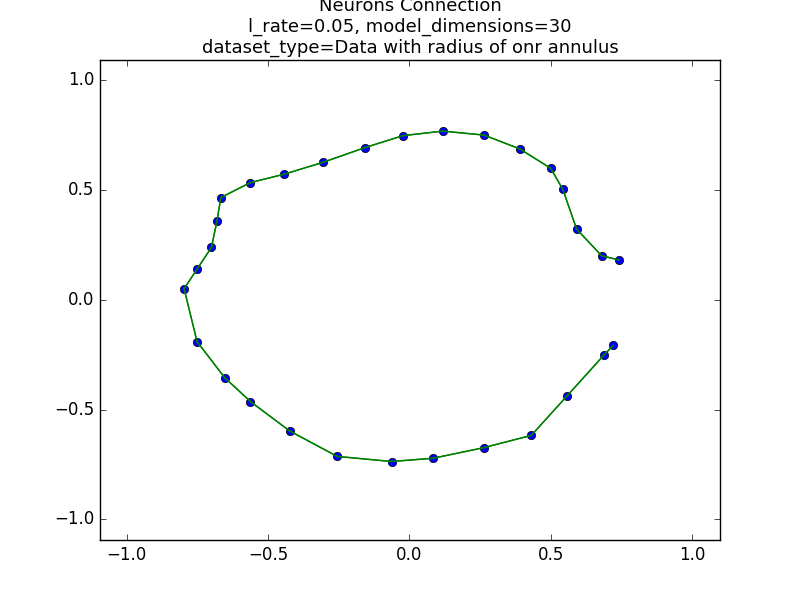 Neurons Connection
l_rate=0.05, model_dimensions=30
dataset_type=Data with radius of onr annulus
1.0
0.5
0.0
−0.5
−1.0
−1.0 −0.5 0.0 0.5 1.0